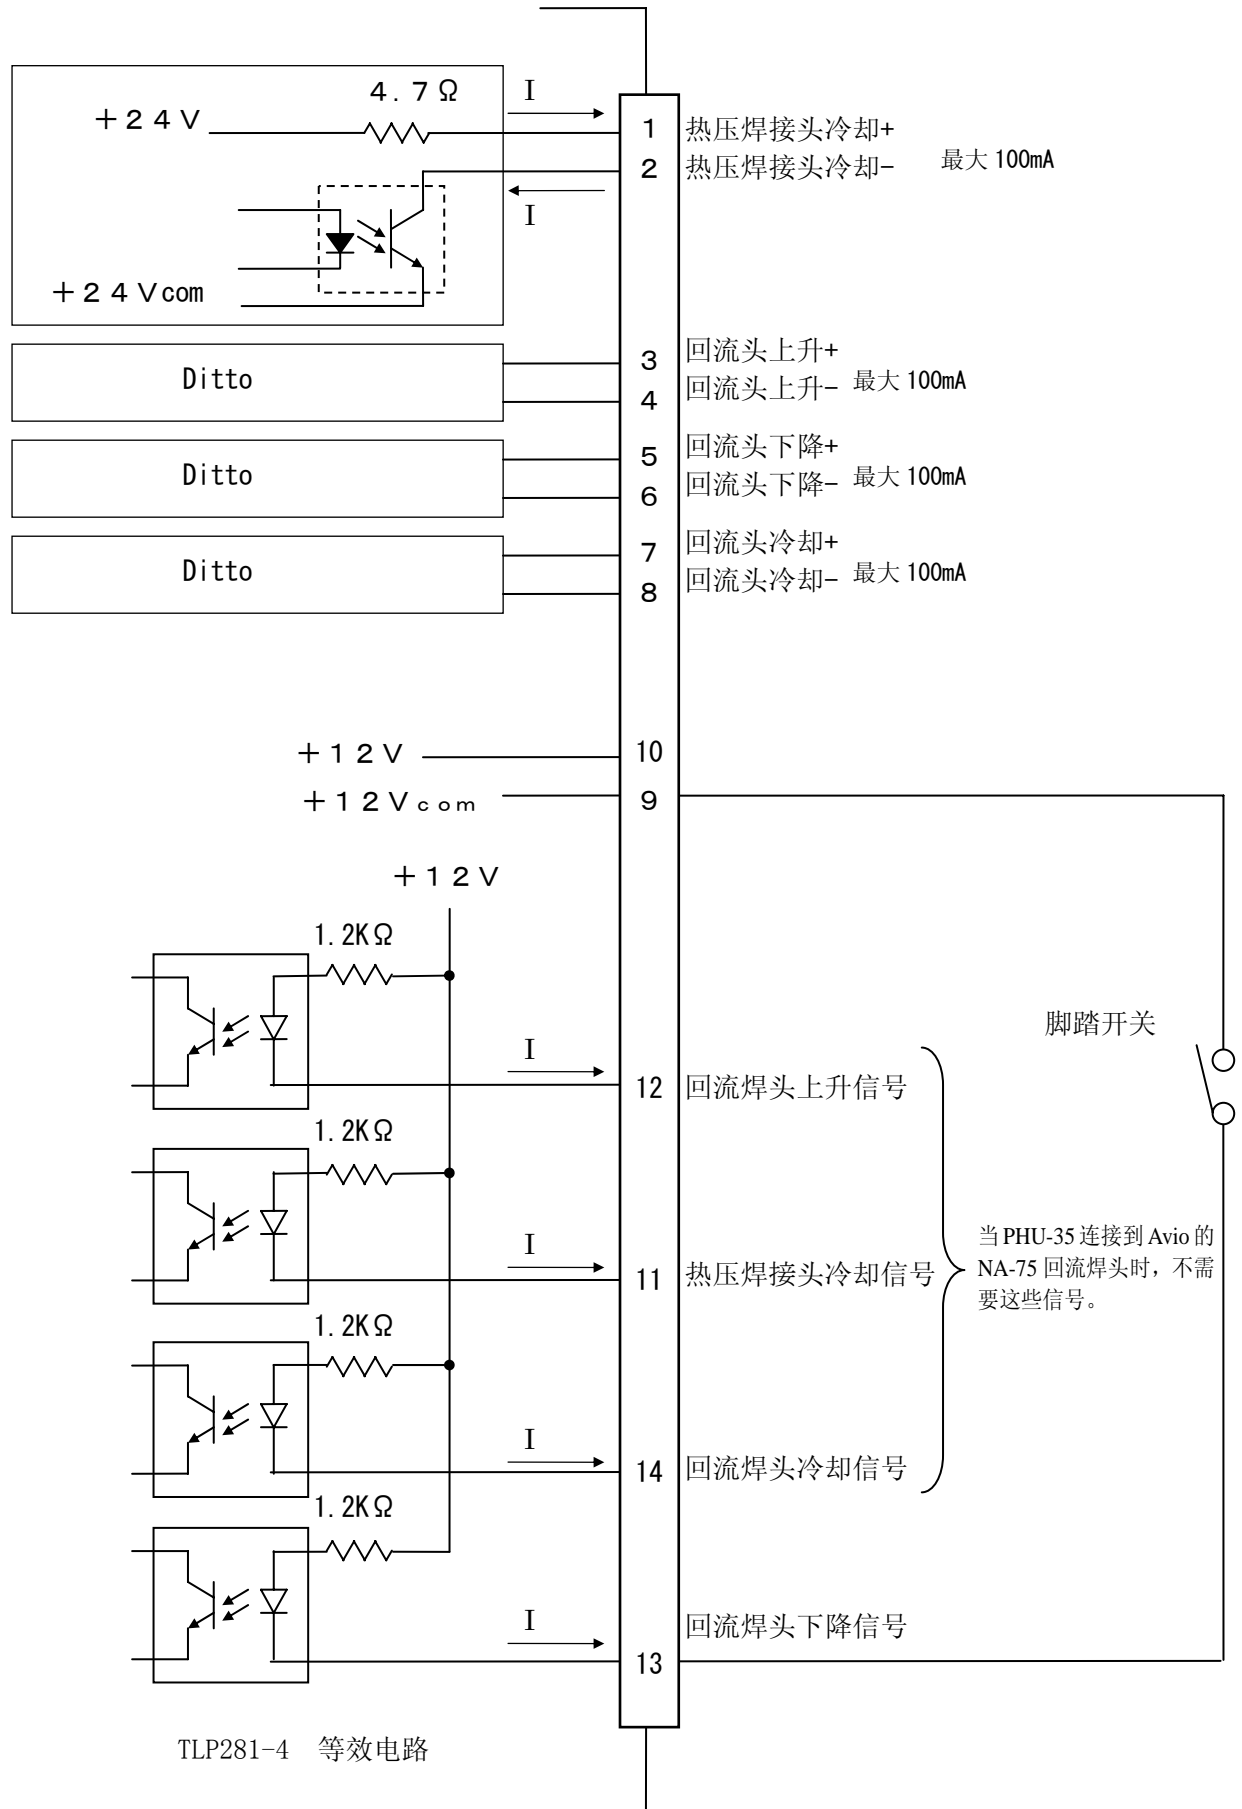 4.7Ω
I
+24V
1 热压焊接头冷却+
2 热压焊接头冷却- 最大 100mA
I
+24Vcom
3 回流头上升+
Ditto
4 回流头上升- 最大 100mA
5 回流头下降+
Ditto
6 回流头下降- 最大 100mA
7 回流头冷却+
Ditto
8 回流头冷却- 最大 100mA
+12V 10
+12Vcom 9
+12V
1.2KΩ
脚踏开关
I
12 回流焊头上升信号
1.2KΩ
当PHU-35 连接到Avio的
NA-75 回流焊头时，不需
要这些信号。
I
11 热压焊接头冷却信号
1.2KΩ
I
14 回流焊头冷却信号
1.2KΩ
I
回流焊头下降信号
13
TLP281-4 等效电路